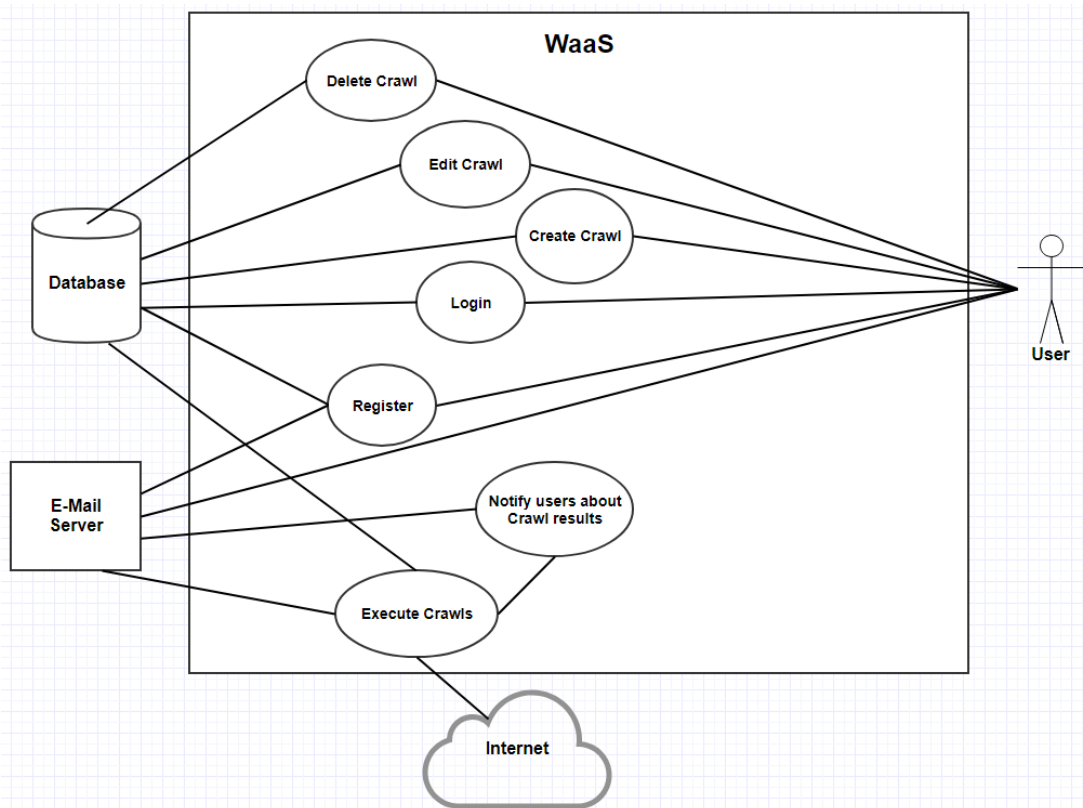 WaaS
Delete Crawl
Edit Crawl
Create Crawl
Database
Login
User
Register
E-Mail
Server
Notify users about
Crawl results
Execute Crawls
Internet